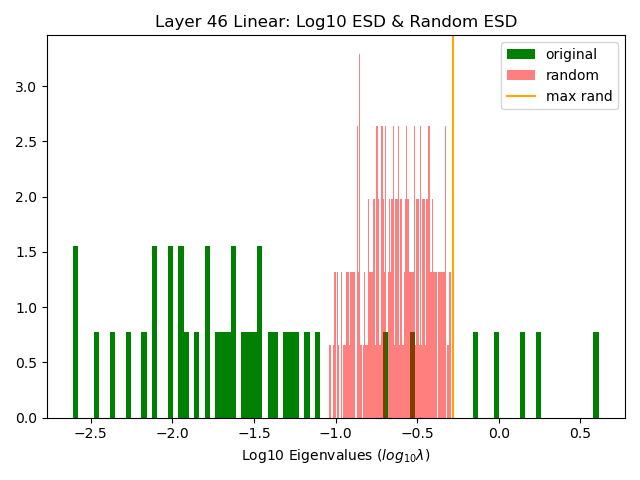 Layer 46 Linear: Log10 ESD & Random ESD
original
random
max rand
3.0
2.5
2.0
1.5
1.0
0.5
0.0
−2.5 −2.0 −1.5 −1.0 −0.5 0.0 0.5
Log10 Eigenvalues (log₁₀λ)